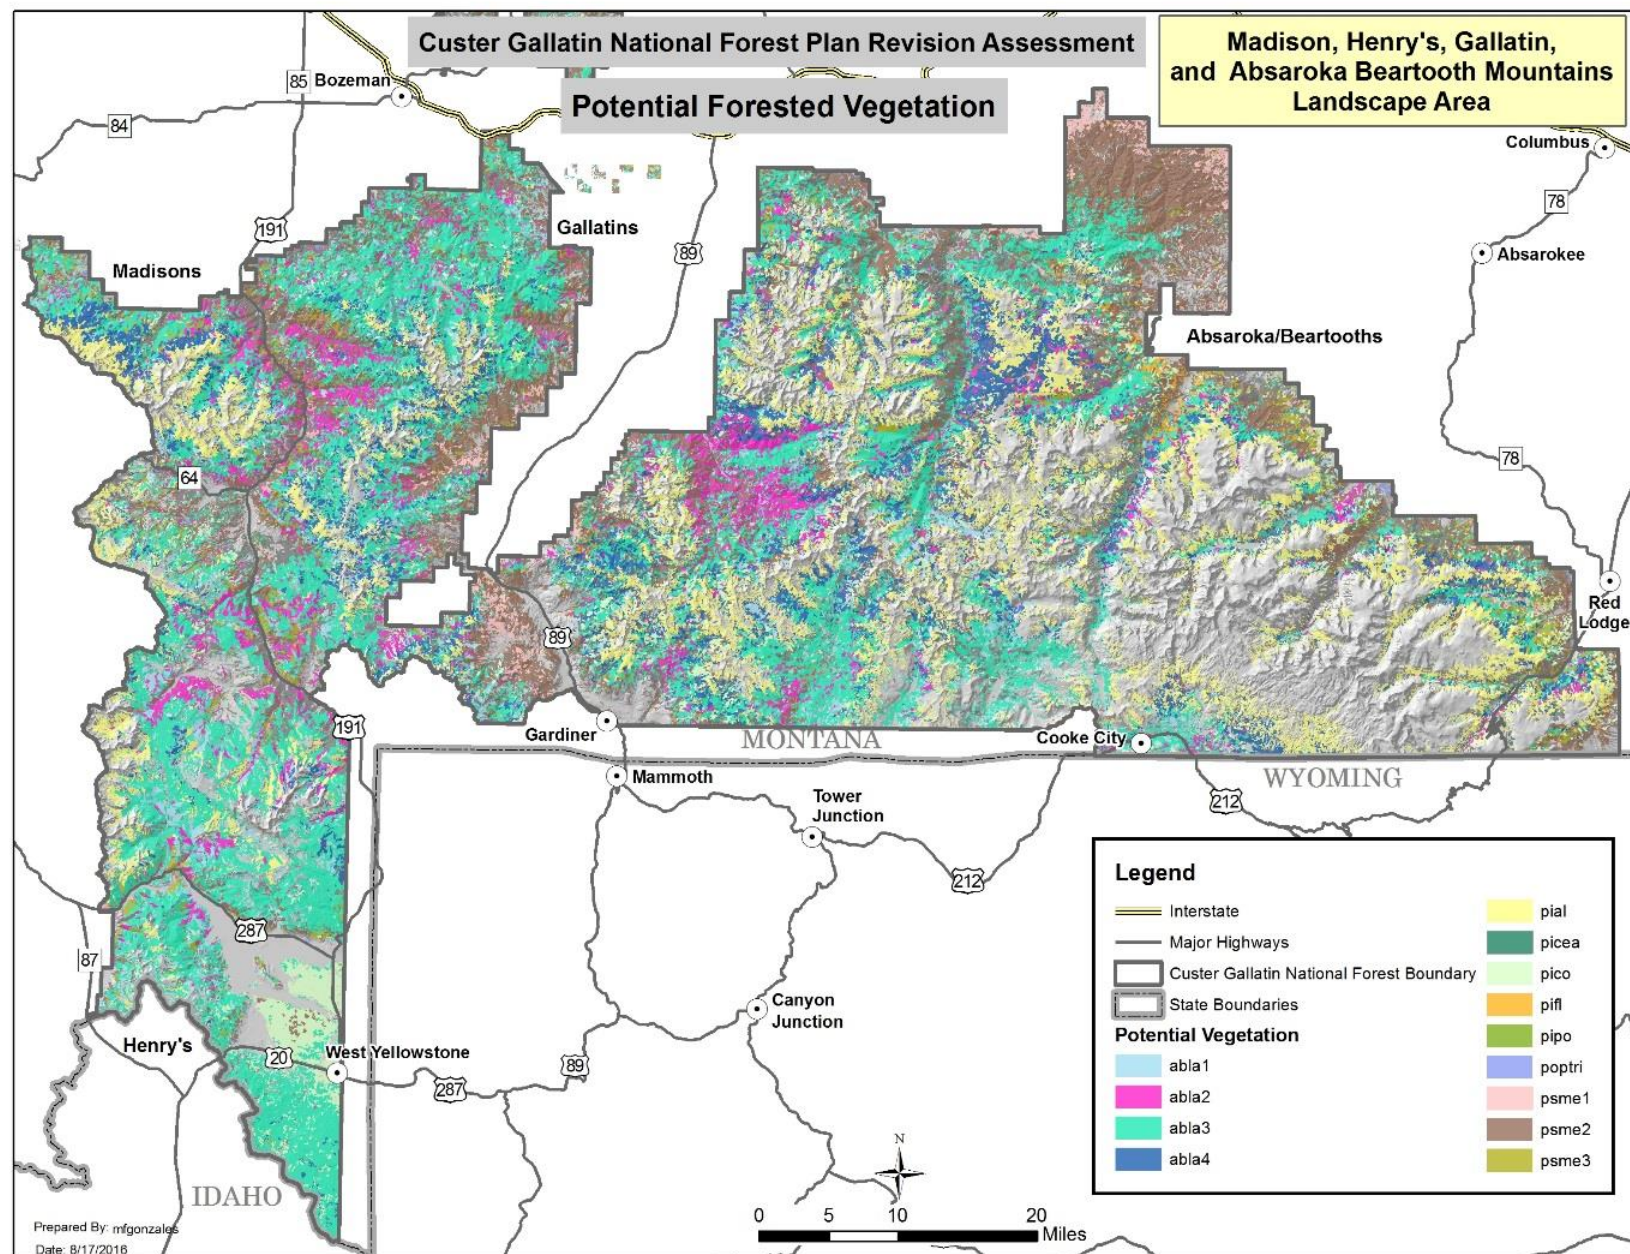 Custer Gallatin National Forest Plan Revision Assessment
Potential Forested Vegetation
Madison, Henry's, Gallatin,
and Absaroka Beartooth Mountains
Landscape Area
85
Bozeman
84
Columbus
78
191
Gallatins
89
Absarokee
Madisons
Absaroka/Beartooths
64
78
Red
Lodge
89
191
Gardiner
MONTANA
Cooke City
Mammoth
WYOMING
212
Tower
Junction
212
287
87
Canyon
Junction
Henry's
20
West Yellowstone
89
287
IDAHO
Legend
Interstate
Major Highways
Custer Gallatin National Forest Boundary
State Boundaries
Potential Vegetation
abla1
abla2
abla3
abla4
pial
picea
pico
pifl
pipo
poptri
psme1
psme2
psme3
N
0 5 10 20
Miles
Prepared By: mfgonzales
Date: 8/17/2016